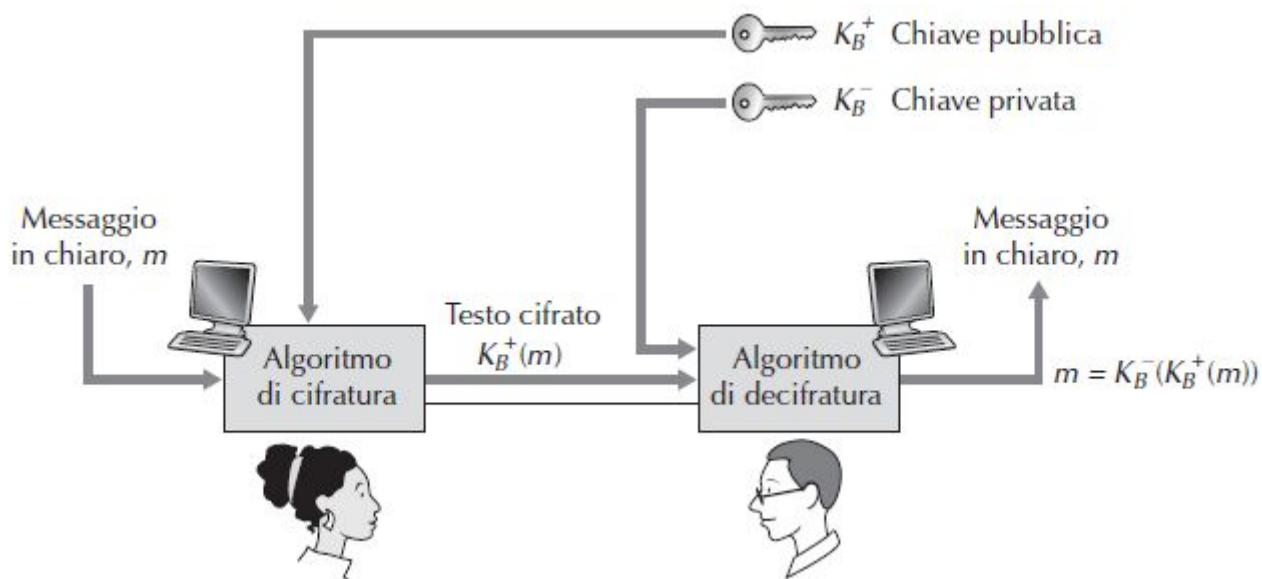 K_B^+ Chiave pubblica
K_B^- Chiave privata
Messaggio
in chiaro, m
Messaggio
in chiaro, m
Testo cifrato
K_B^+(m)
Algoritmo
di cifratura
Algoritmo
di decifratura
m = K_B^-(K_B^+(m))